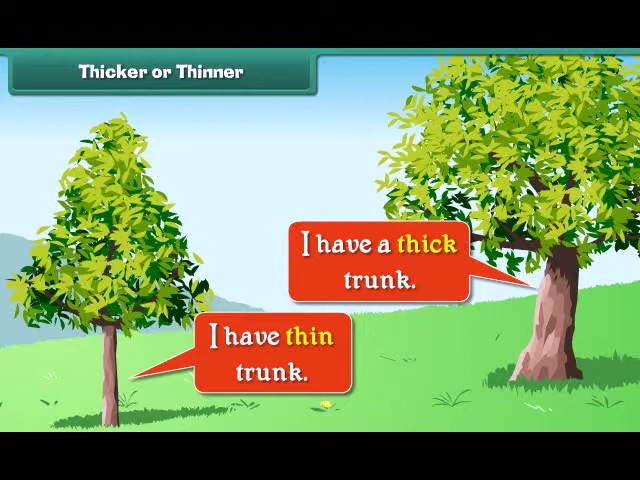 Thicker or Thinner
I have a thick
trunk.
I have thin
trunk.